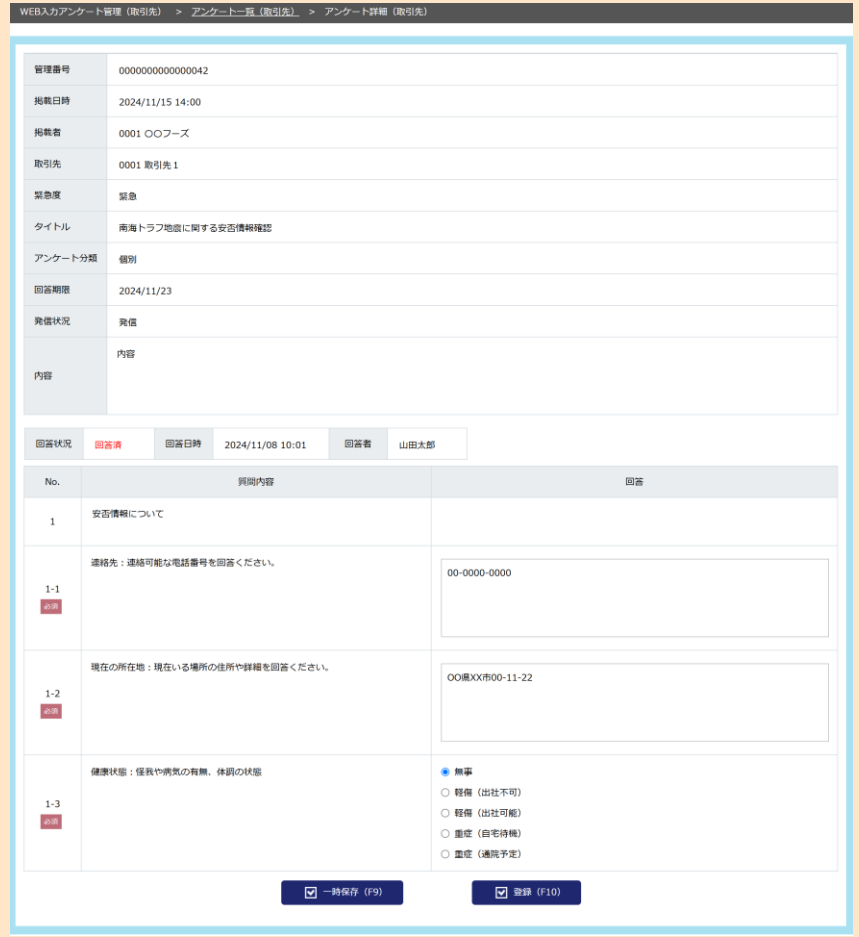 WEB入力アンケート管理（取引先） > アンケート一覧（取引先） > アンケート詳細（取引先）
管理番号 0000000000000042
掲載日時 2024/11/15 14:00
掲載者 0001 〇〇フーズ
取引先 0001 取引先１
緊急度 緊急
タイトル 南海トラフ地震に関する安否情報確認
アンケート分類 個別
回答期限 2024/11/23
発信状況 発信
内容 内容
回答状況 回答済 回答日時 2024/11/08 10:01 回答者 山田太郎
No. 質問内容 回答
1 安否情報について
1-1 必須 連絡先：連絡可能な電話番号を回答ください。 00-0000-0000
1-2 必須 現在の所在地：現在いる場所の住所や詳細を回答ください。 OO県XX市00-11-22
1-3 必須 健康状態：怪我や病気の有無、体調の状態
無事
軽傷（出社不可）
軽傷（出社可能）
重症（自宅待機）
重症（通院予定）
一時保存（F9） 登録（F10）